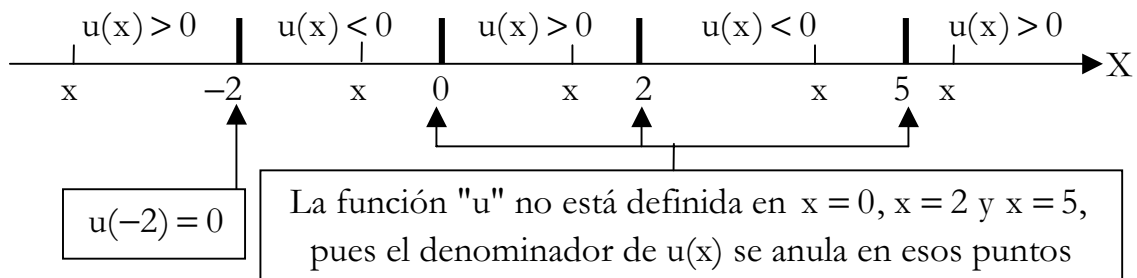 u(x) > 0 u(x) < 0 u(x) > 0 u(x) < 0 u(x) > 0
X
x −2 x 0 x 2 x 5 x
u(−2) = 0
La función "u" no está definida en x = 0, x = 2 y x = 5,
pues el denominador de u(x) se anula en esos puntos